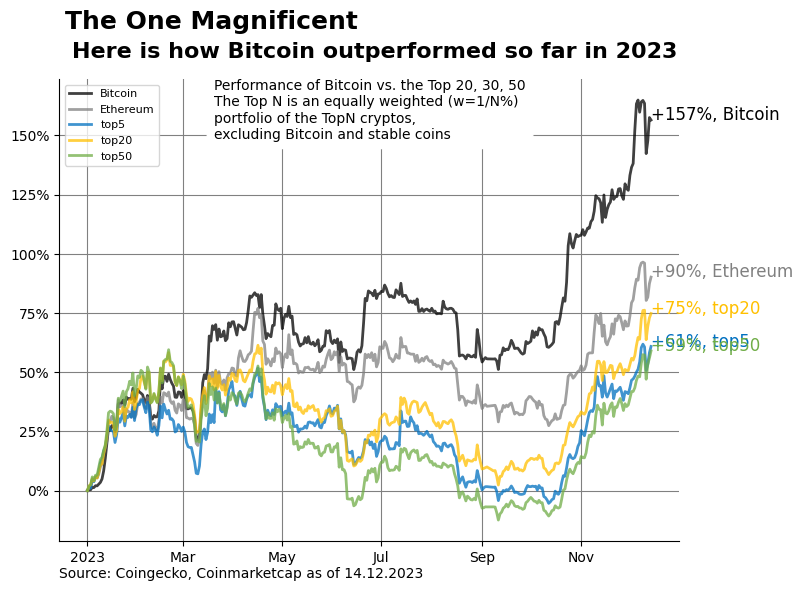 The One Magnificent
Here is how Bitcoin outperformed so far in 2023
Bitcoin
Ethereum
top5
top20
top50
Performance of Bitcoin vs. the Top 20, 30, 50
The Top N is an equally weighted (w=1/N%)
portfolio of the TopN cryptos,
excluding Bitcoin and stable coins
150%
125%
100%
75%
50%
25%
0%
+157%, Bitcoin
+90%, Ethereum
+75%, top20
+61%, top5
+59%, top50
2023
Mar
May
Jul
Sep
Nov
Source: Coingecko, Coinmarketcap as of 14.12.2023